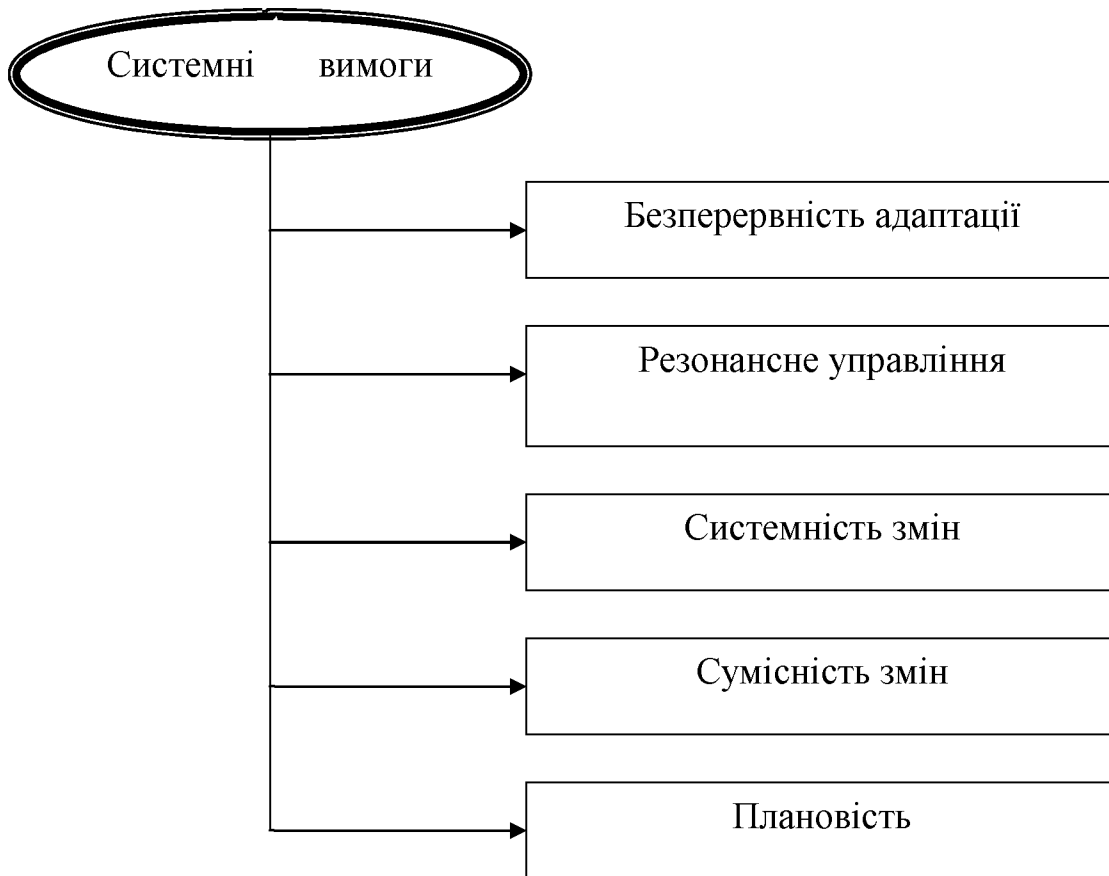 Системні вимоги
Безперервність адаптації
Резонансне управління
Системність змін
Сумісність змін
Плановість